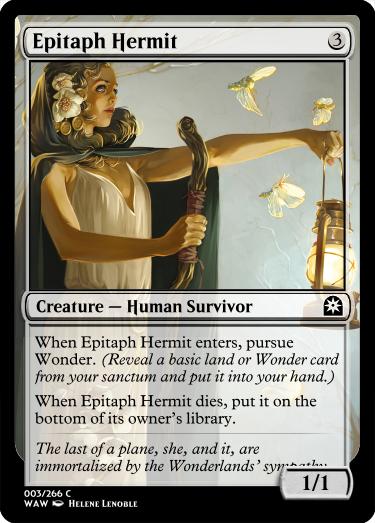 Epitaph Hermit 3
Creature — Human Survivor
When Epitaph Hermit enters, pursue
Wonder. (Reveal a basic land or Wonder card
from your sanctum and put it into your hand.)
When Epitaph Hermit dies, put it on the
bottom of its owner's library.
The last of a plane, she, and it, are
immortalized by the Wonderlands' sympathy.
1/1
003/266 C
WAW HELENE LENOBLE